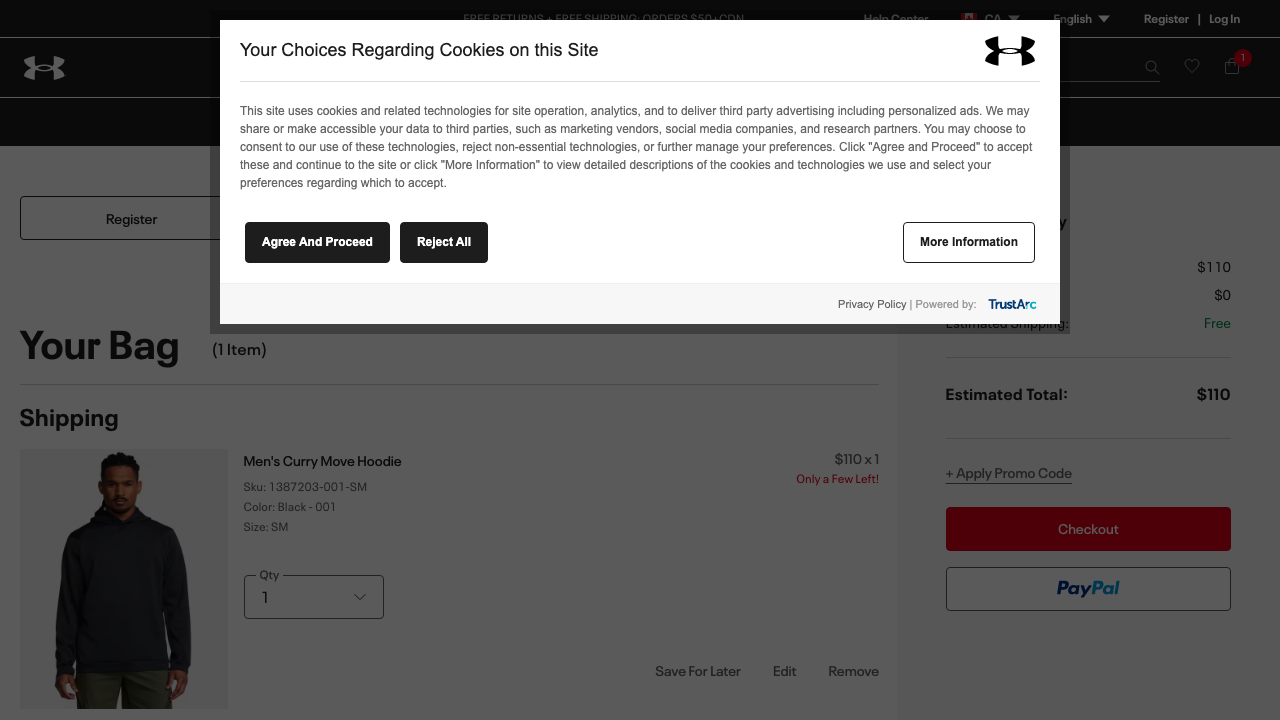 FREE RETURNS + FREE SHIPPING: ORDERS $50+CDN
Help Center
CA
English
Register | Log In
1
Your Choices Regarding Cookies on this Site
This site uses cookies and related technologies for site operation, analytics, and to deliver third party advertising including personalized ads. We may
share or make accessible your data to third parties, such as marketing vendors, social media companies, and research partners. You may choose to
consent to our use of these technologies, reject non-essential technologies, or further manage your preferences. Click "Agree and Proceed" to accept
these and continue to the site or click "More Information" to view detailed descriptions of the cookies and technologies we use and select your
preferences regarding which to accept.
Agree And Proceed
Reject All
More Information
Privacy Policy | Powered by:
TrustArc
Register
$110
$0
Estimated Shipping:
Free
Your Bag
(1 Item)
Estimated Total:
$110
Shipping
Men's Curry Move Hoodie
$110 x 1
Sku: 1387203-001-SM
Only a Few Left!
Color: Black - 001
Size: SM
+ Apply Promo Code
Checkout
Qty
1
PayPal
Save For Later
Edit
Remove